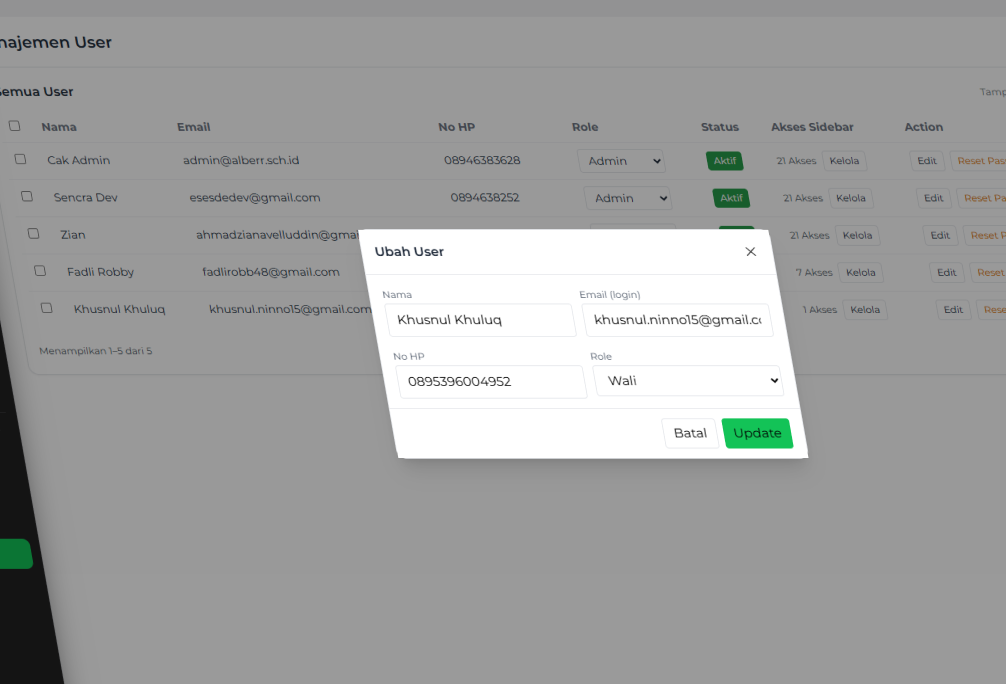 najemen User
Semua User
Tamp
Nama Email No HP Role Status Akses Sidebar Action
Cak Admin admin@alberr.sch.id 08946383628 Admin Aktif 21 Akses Kelola Edit Reset Pas
Sencra Dev esesdedev@gmail.com 0894638252 Admin Aktif 21 Akses Kelola Edit Reset Pa
Zian ahmadzianavelluddin@gmai 21 Akses Kelola Edit Reset P
Fadli Robby fadlirobb48@gmail.com 7 Akses Kelola Edit Reset
Khusnul Khuluq khusnul.ninno15@gmail.com 1 Akses Kelola Edit Rese
Menampilkan 1–5 dari 5
Ubah User
Nama Email (login)
Khusnul Khuluq khusnul.ninno15@gmail.co
No HP Role
0895396004952 Wali
Batal Update